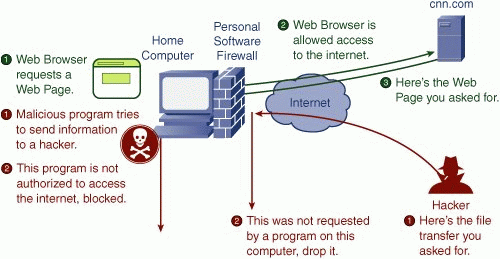 cnn.com
Personal
Software
Firewall
Home
Computer
❷ Web Browser is
allowed access
to the internet.
❶ Web Browser
requests a
Web Page.
❸ Here's the Web
Page you asked for.
Internet
❶ Malicious program tries
to send information
to a hacker.
❷ This program is not
authorized to access
the internet, blocked.
❷ This was not requested
by a program on this
computer, drop it.
Hacker
❶ Here's the file
transfer you
asked for.